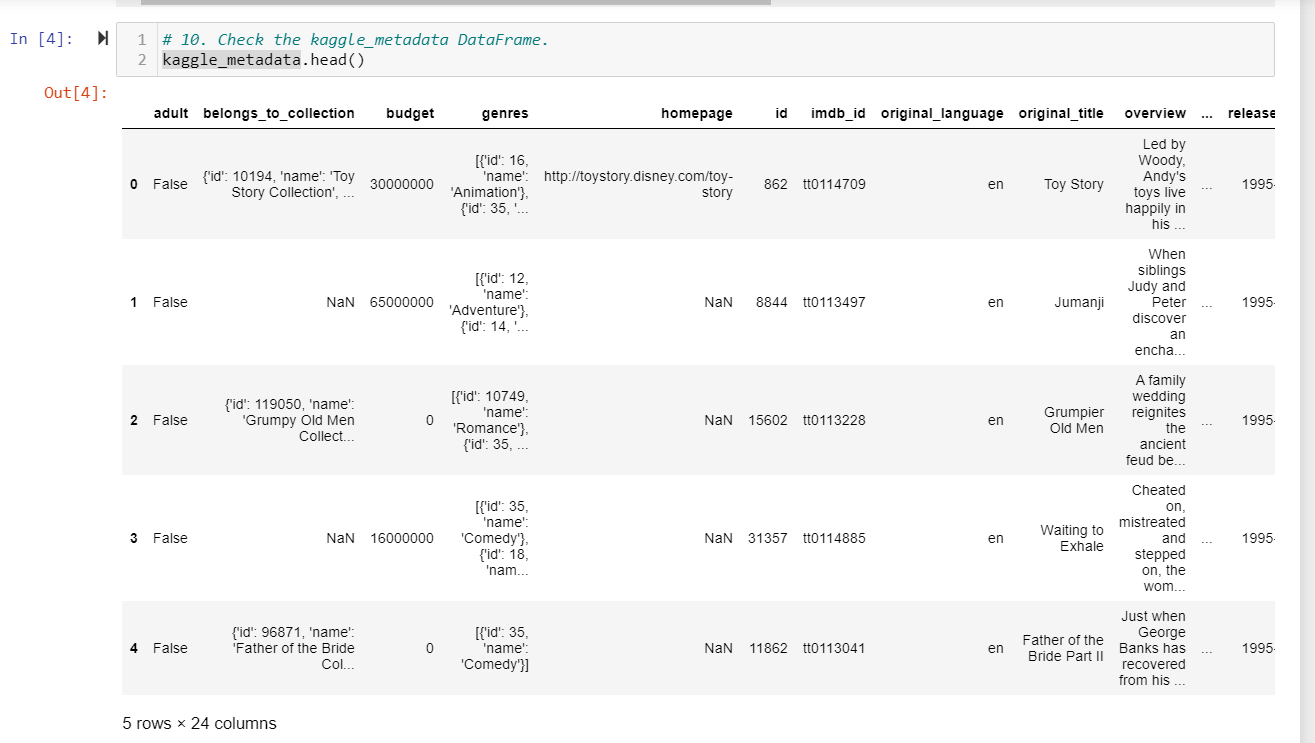 In [4]:
1 # 10. Check the kaggle_metadata DataFrame.
2 kaggle_metadata.head()
Out[4]:
adult belongs_to_collection budget genres homepage id imdb_id original_language original_title overview ... release
0 False {'id': 10194, 'name': 'Toy Story Collection', ... 30000000 [{'id': 16, 'name': 'Animation'}, {'id': 35, '... http://toystory.disney.com/toy-story 862 tt0114709 en Toy Story Led by Woody, Andy's toys live happily in his ... ... 1995-
1 False NaN 65000000 [{'id': 12, 'name': 'Adventure'}, {'id': 14, '... NaN 8844 tt0113497 en Jumanji When siblings Judy and Peter discover an encha... ... 1995-
2 False {'id': 119050, 'name': 'Grumpy Old Men Collect... 0 [{'id': 10749, 'name': 'Romance'}, {'id': 35, ... NaN 15602 tt0113228 en Grumpier Old Men A family wedding reignites the ancient feud be... ... 1995-
3 False NaN 16000000 [{'id': 35, 'name': 'Comedy'}, {'id': 18, 'nam... NaN 31357 tt0114885 en Waiting to Exhale Cheated on, mistreated and stepped on, the wom... ... 1995-
4 False {'id': 96871, 'name': 'Father of the Bride Col... 0 [{'id': 35, 'name': 'Comedy'}] NaN 11862 tt0113041 en Father of the Bride Part II Just when George Banks has recovered from his ... ... 1995-
5 rows × 24 columns